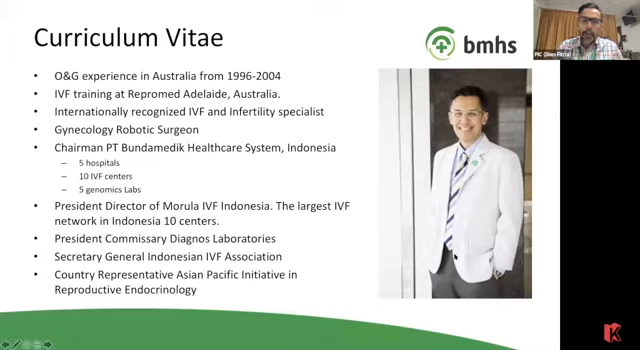 Curriculum Vitae
bmhs
PIC (Dien Fitria)
• O&G experience in Australia from 1996-2004
• IVF training at Repromed Adelaide, Australia.
• Internationally recognized IVF and Infertility specialist
• Gynecology Robotic Surgeon
• Chairman PT Bundamedik Healthcare System, Indonesia
– 5 hospitals
– 10 IVF centers
– 5 genomics Labs
• President Director of Morula IVF Indonesia. The largest IVF
network in Indonesia 10 centers.
• President Commissary Diagnos Laboratories
• Secretary General Indonesian IVF Association
• Country Representative Asian Pacific Initiative in
Reproductive Endocrinology